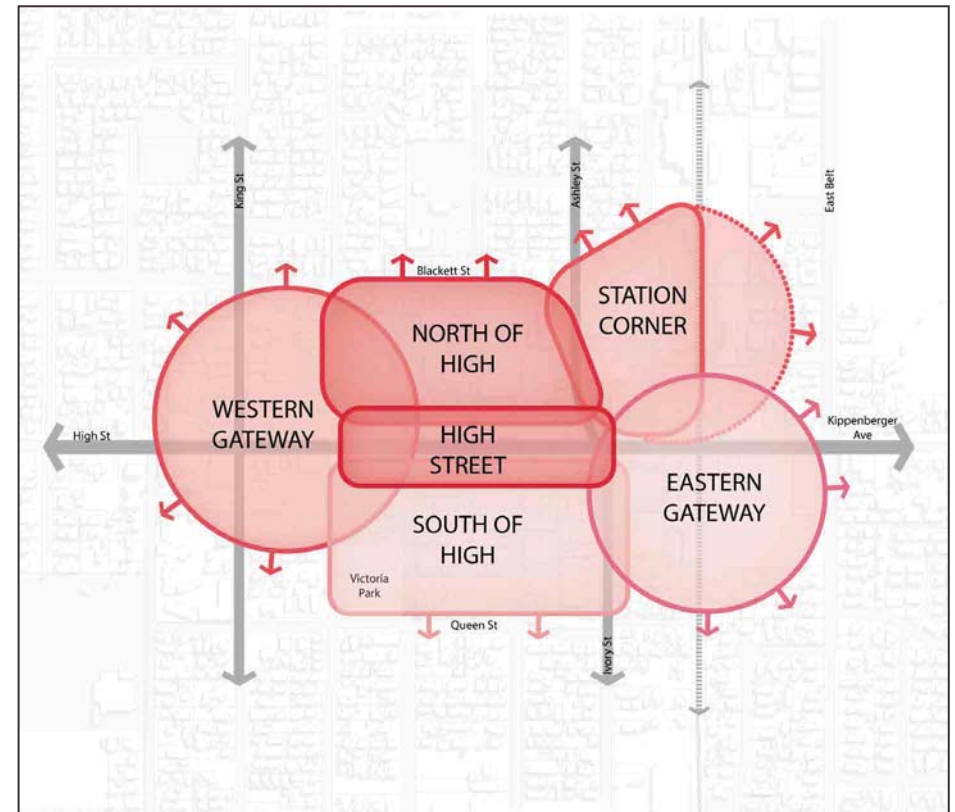 King St
Ashley St
East Belt
Blackett St
STATION
CORNER
NORTH OF
HIGH
WESTERN
GATEWAY
High St
HIGH
STREET
Kippenberger
Ave
EASTERN
GATEWAY
SOUTH OF
HIGH
Victoria
Park
Queen St
Ivory St